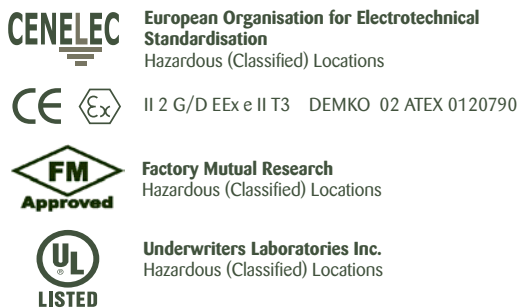 CENELEC
European Organisation for Electrotechnical
Standardisation
Hazardous (Classified) Locations
CE Ex II 2 G/D EEx e II T3 DEMKO 02 ATEX 0120790
FM
Approved
Factory Mutual Research
Hazardous (Classified) Locations
UL
®
LISTED
Underwriters Laboratories Inc.
Hazardous (Classified) Locations